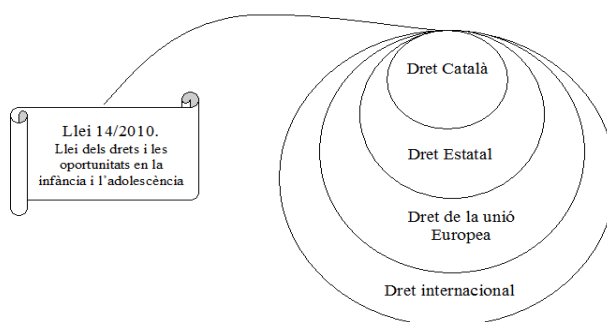 Llei 14/2010.
Llei dels drets i les
oportunitats en la
infància i l'adolescència
Dret Català
Dret Estatal
Dret de la unió
Europea
Dret internacional